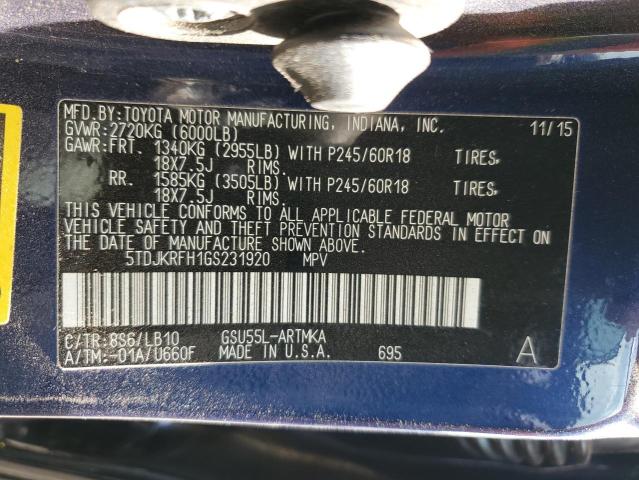 MFD.BY:TOYOTA MOTOR MANUFACTURING, INDIANA, INC.
GVWR:2720KG (6000LB) 11/15
GAWR:FRT. 1340KG (2955LB) WITH P245/60R18 TIRES,
18X7.5J RIMS.
RR. 1585KG (3505LB) WITH P245/60R18 TIRES,
18X7.5J RIMS.
THIS VEHICLE CONFORMS TO ALL APPLICABLE FEDERAL MOTOR
VEHICLE SAFETY AND THEFT PREVENTION STANDARDS IN EFFECT ON
THE DATE OF MANUFACTURE SHOWN ABOVE.
5TDJKRFH1GS231920 MPV
C/TR:8S6/LB10 GSU55L-ARTMKA
A/TM:-01A/U660F MADE IN U.S.A. 695 A